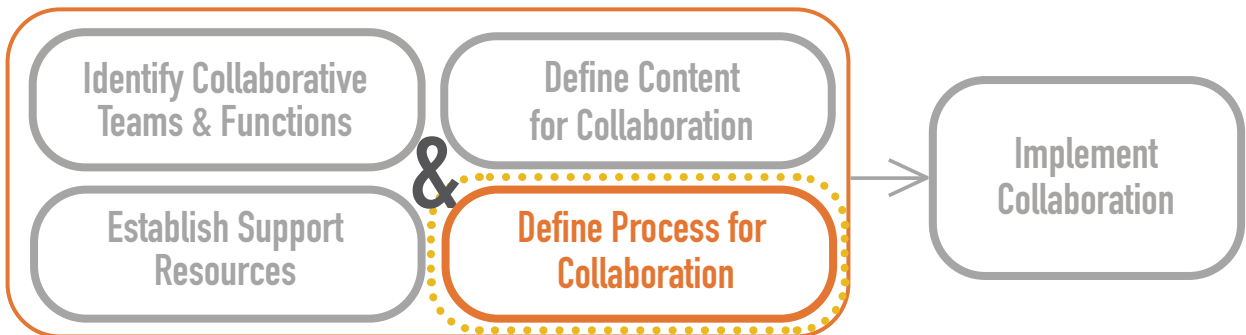 Identify Collaborative
Teams & Functions
Define Content
for Collaboration
&
Establish Support
Resources
Define Process for
Collaboration
Implement
Collaboration